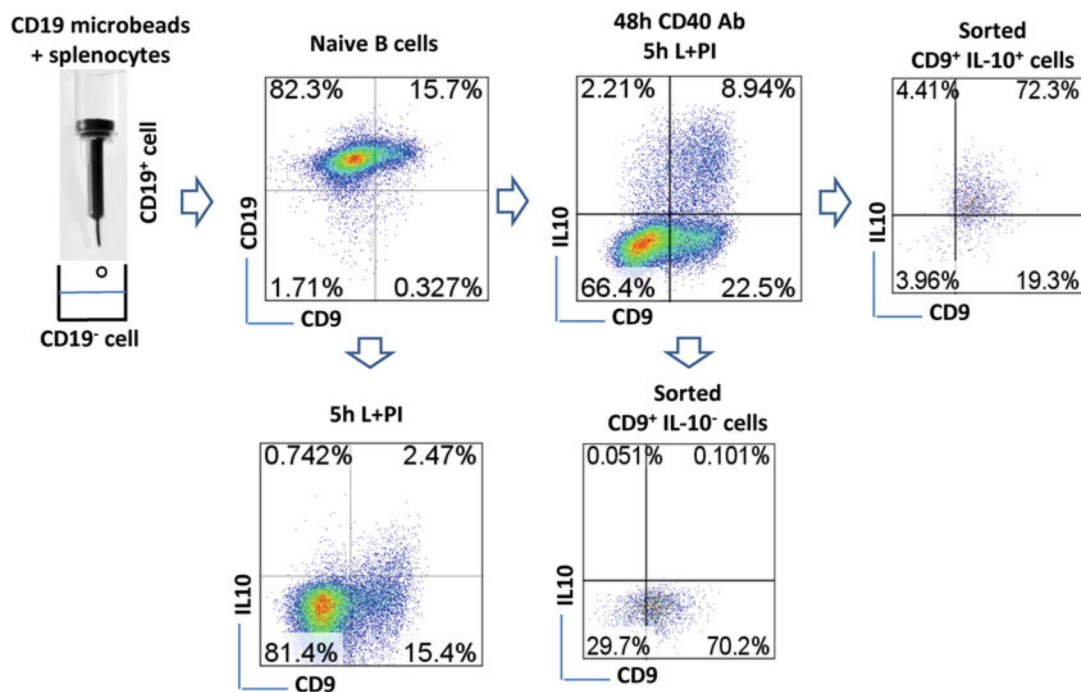 CD19 microbeads
+ splenocytes
CD19⁺ cell
CD19⁻ cell
Naive B cells
82.3% 15.7%
1.71% 0.327%
CD19
CD9
48h CD40 Ab
5h L+PI
2.21% 8.94%
66.4% 22.5%
IL10
CD9
Sorted
CD9⁺ IL-10⁺ cells
4.41% 72.3%
3.96% 19.3%
IL10
CD9
5h L+PI
0.742% 2.47%
81.4% 15.4%
IL10
CD9
Sorted
CD9⁺ IL-10⁻ cells
0.051% 0.101%
29.7% 70.2%
IL10
CD9